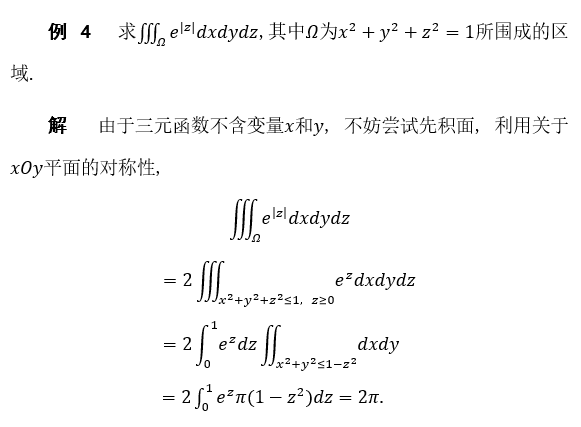 例 4 求∭_Ω e^{|z|}dxdydz, 其中Ω为x² + y² + z² = 1所围成的区
域.
解 由于三元函数不含变量x和y, 不妨尝试先积面, 利用关于
xOy平面的对称性,
∭_Ω e^{|z|}dxdydz
= 2∭_{x²+y²+z²≤1, z≥0} e^z dxdydz
= 2∫_0^1 e^z dz ∬_{x²+y²≤1−z²} dxdy
= 2∫_0^1 e^z π(1 − z²)dz = 2π.